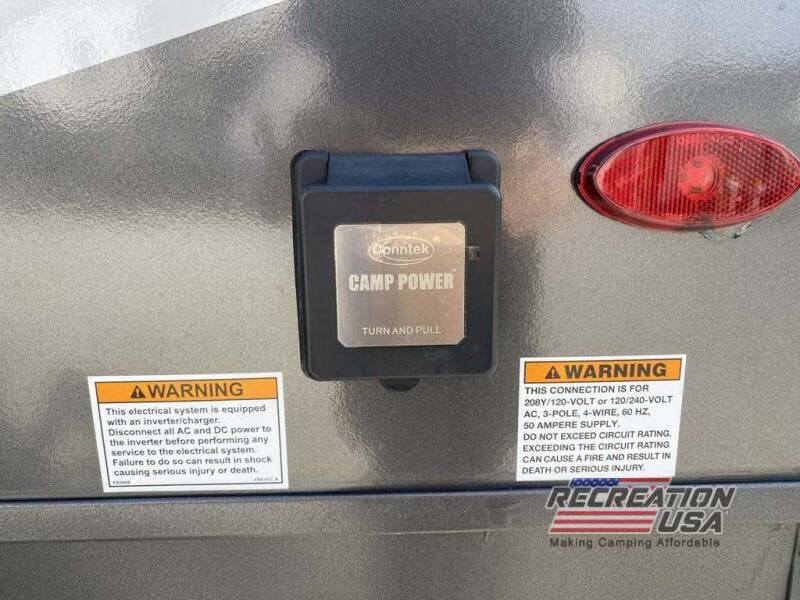 Conntek®
CAMP POWER™
TURN AND PULL
WARNING
This electrical system is equipped
with an inverter/charger.
Disconnect all AC and DC power to
the inverter before performing any
service to the electrical system.
Failure to do so can result in shock
causing serious injury or death.
WARNING
THIS CONNECTION IS FOR
208Y/120-VOLT or 120/240-VOLT
AC, 3-POLE, 4-WIRE, 60 HZ,
50 AMPERE SUPPLY.
DO NOT EXCEED CIRCUIT RATING.
EXCEEDING THE CIRCUIT RATING
CAN CAUSE A FIRE AND RESULT IN
DEATH OR SERIOUS INJURY.
RECREATION
USA
Making Camping Affordable